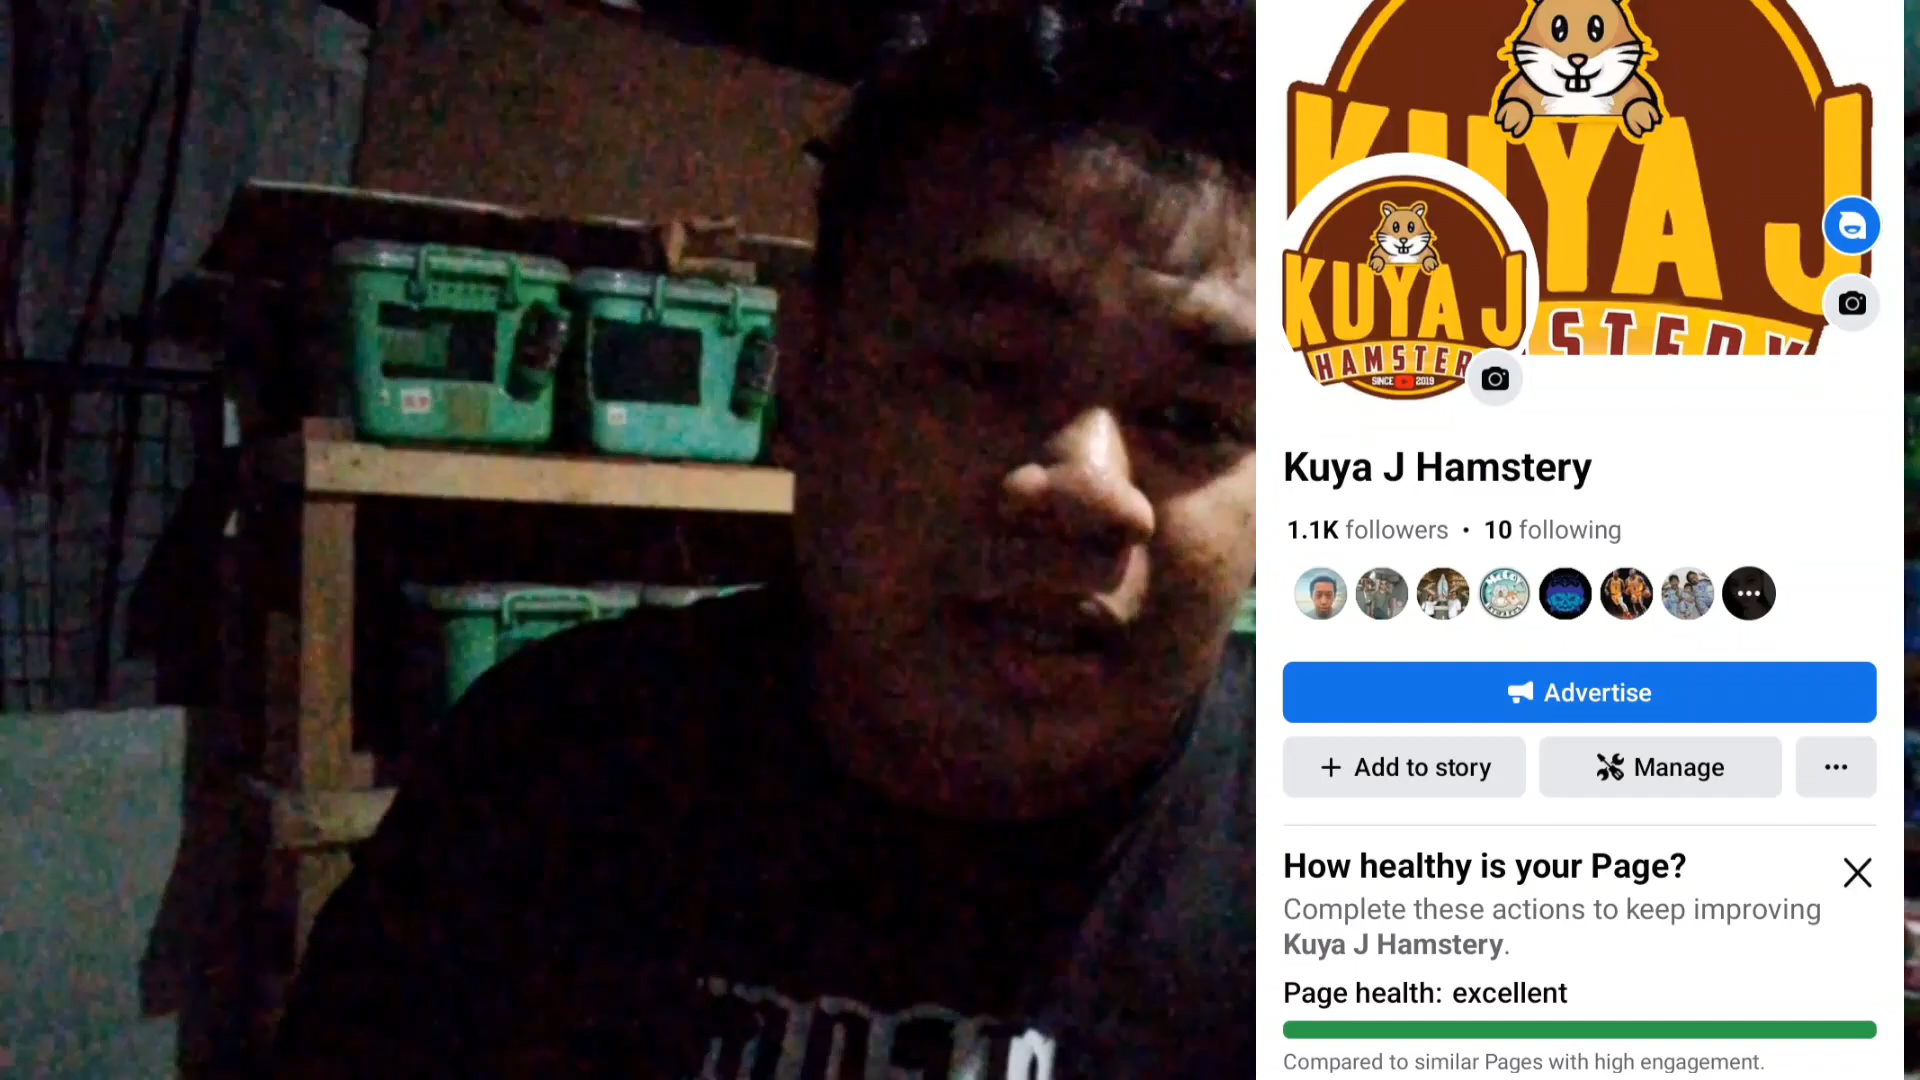 KUYA J
STERY
KUYA J
HAMSTER
SINCE 2019
Kuya J Hamstery
1.1K followers • 10 following
Advertise
+ Add to story
Manage
How healthy is your Page?
Complete these actions to keep improving
Kuya J Hamstery.
Page health: excellent
Compared to similar Pages with high engagement.